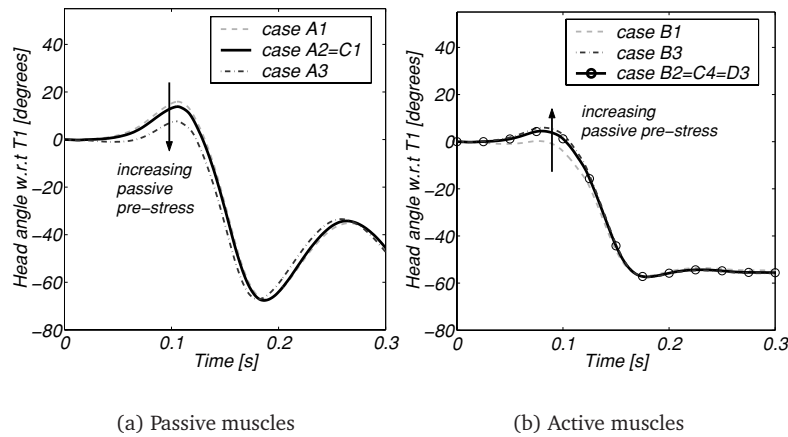 case A1
case A2=C1
case A3
Head angle w.r.t T1 [degrees]
40
20
0
−20
−40
−60
−80
increasing
passive
pre−stress
0
0.1
0.2
0.3
Time [s]
(a) Passive muscles
case B1
case B3
case B2=C4=D3
Head angle w.r.t T1 [degrees]
40
20
0
−20
−40
−60
−80
increasing
passive pre−stress
0
0.1
0.2
0.3
Time [s]
(b) Active muscles